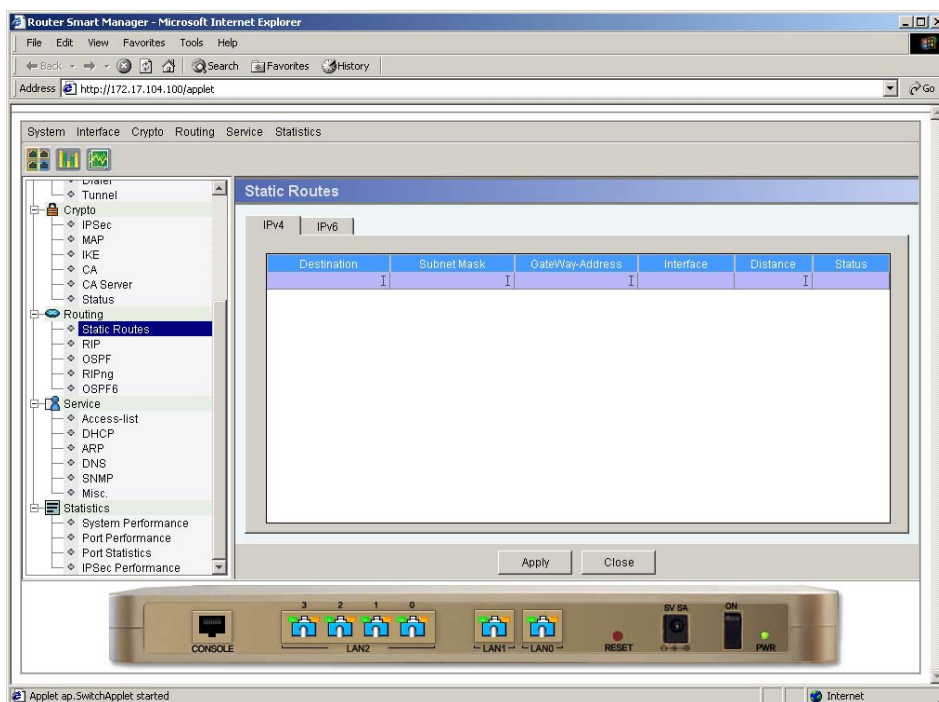 Router Smart Manager - Microsoft Internet Explorer
File Edit View Favorites Tools Help
Back Search Favorites History
Address http://172.17.104.100/applet Go
System Interface Crypto Routing Service Statistics
Dialer
Tunnel
Crypto
IPSec
MAP
IKE
CA
CA Server
Status
Routing
Static Routes
RIP
OSPF
RIPng
OSPF6
Service
Access-list
DHCP
ARP
DNS
SNMP
Misc.
Statistics
System Performance
Port Performance
Port Statistics
IPSec Performance
Static Routes
IPv4 IPv6
Destination Subnet Mask GateWay-Address Interface Distance Status
Apply Close
3 2 1 0 5V 5A ON
CONSOLE LAN2 LAN1 LAN0 RESET PWR
Applet ap.SwitchApplet started Internet